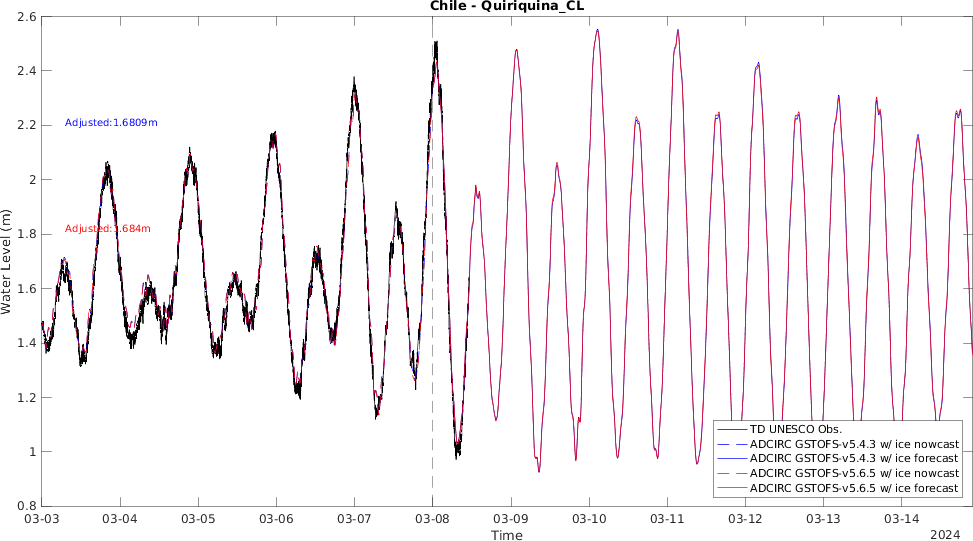 Chile - Quiriquina_CL
Water Level (m)
2.6
2.4
2.2
2
1.8
1.6
1.4
1.2
1
0.8
Adjusted:1.6809m
Adjusted:1.684m
TD UNESCO Obs.
ADCIRC GSTOFS-v5.4.3 w/ ice nowcast
ADCIRC GSTOFS-v5.4.3 w/ ice forecast
ADCIRC GSTOFS-v5.6.5 w/ ice nowcast
ADCIRC GSTOFS-v5.6.5 w/ ice forecast
03-03 03-04 03-05 03-06 03-07 03-08 03-09 03-10 03-11 03-12 03-13 03-14
Time
2024